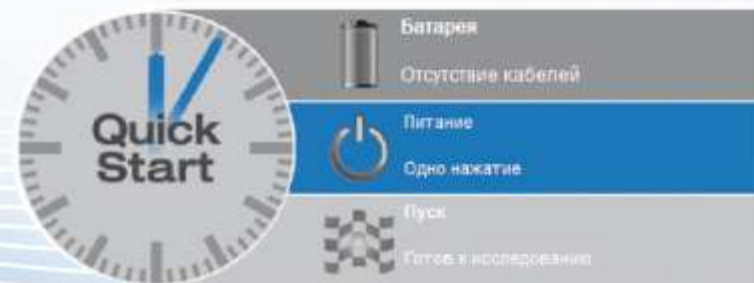 Quick
Start
Батарея
Отсутствие кабелей
Питание
Одно нажатие
Пуск
Готов к исследованию